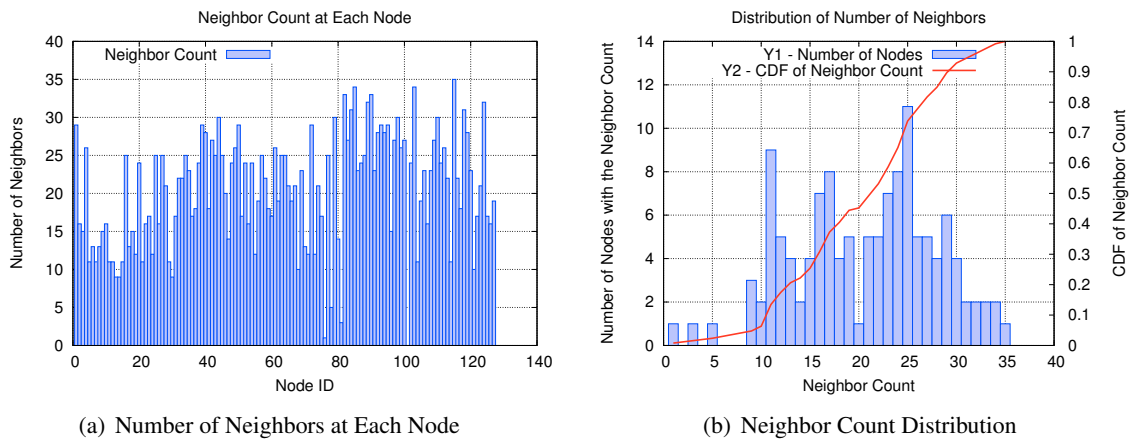 Neighbor Count at Each Node
Neighbor Count
Number of Neighbors
0
5
10
15
20
25
30
35
40
0 20 40 60 80 100 120 140
Node ID
(a) Number of Neighbors at Each Node
Distribution of Number of Neighbors
Y1 - Number of Nodes
Y2 - CDF of Neighbor Count
Number of Nodes with the Neighbor Count
0
2
4
6
8
10
12
14
0 5 10 15 20 25 30 35 40
Neighbor Count
0
0.1
0.2
0.3
0.4
0.5
0.6
0.7
0.8
0.9
1
CDF of Neighbor Count
(b) Neighbor Count Distribution